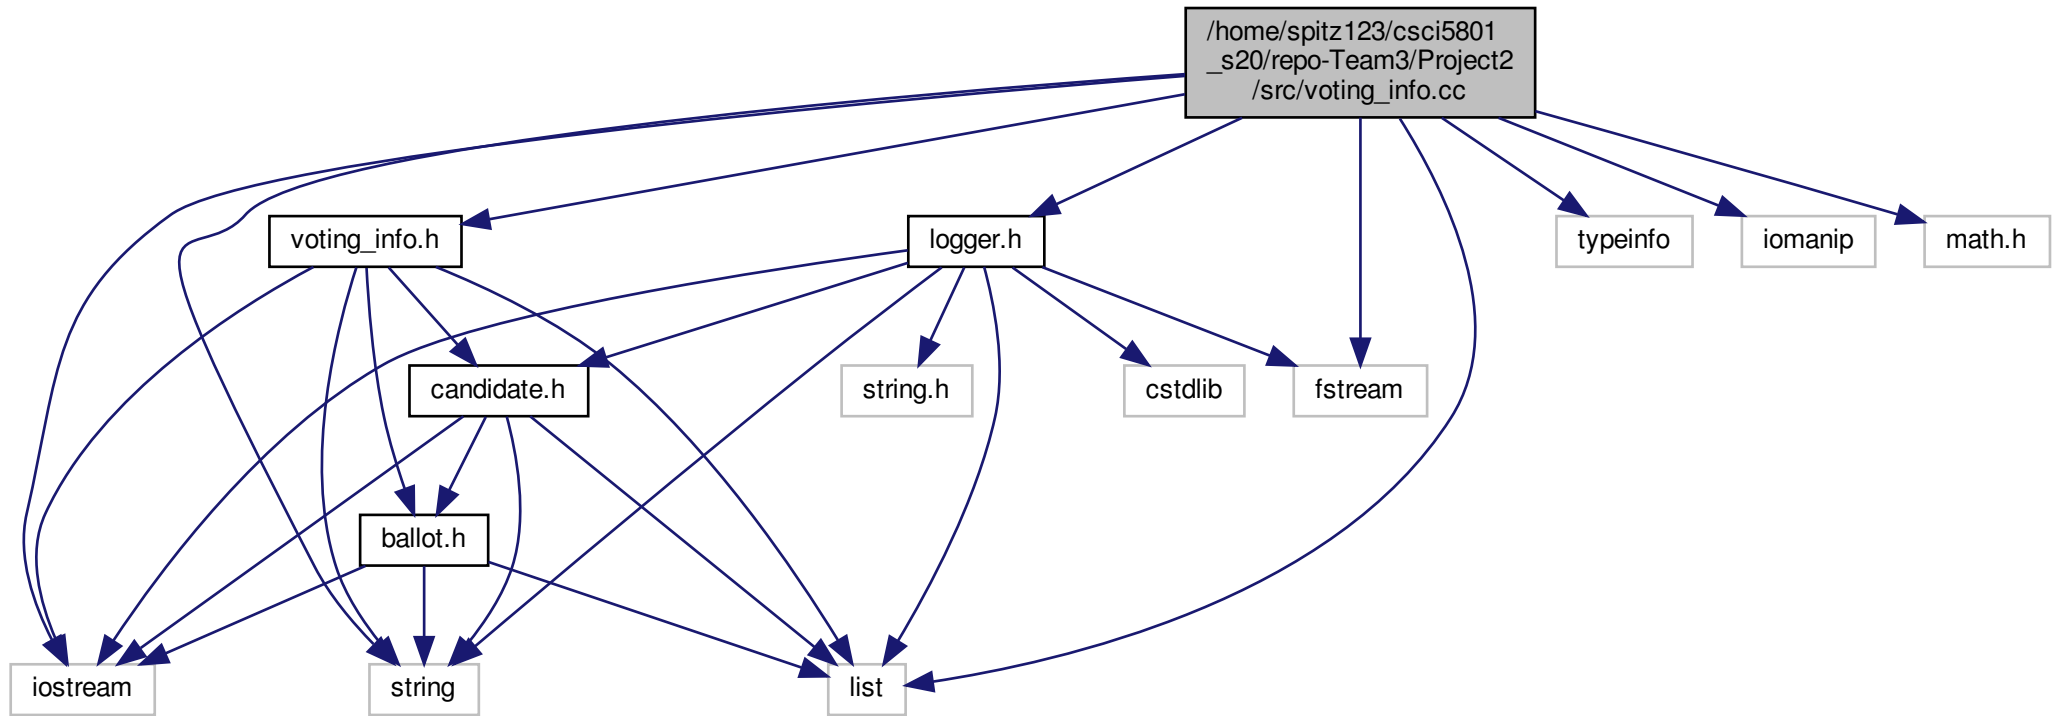 /home/spitz123/csci5801
_s20/repo-Team3/Project2
/src/voting_info.cc
voting_info.h
logger.h
typeinfo
iomanip
math.h
candidate.h
string.h
cstdlib
fstream
ballot.h
iostream
string
list